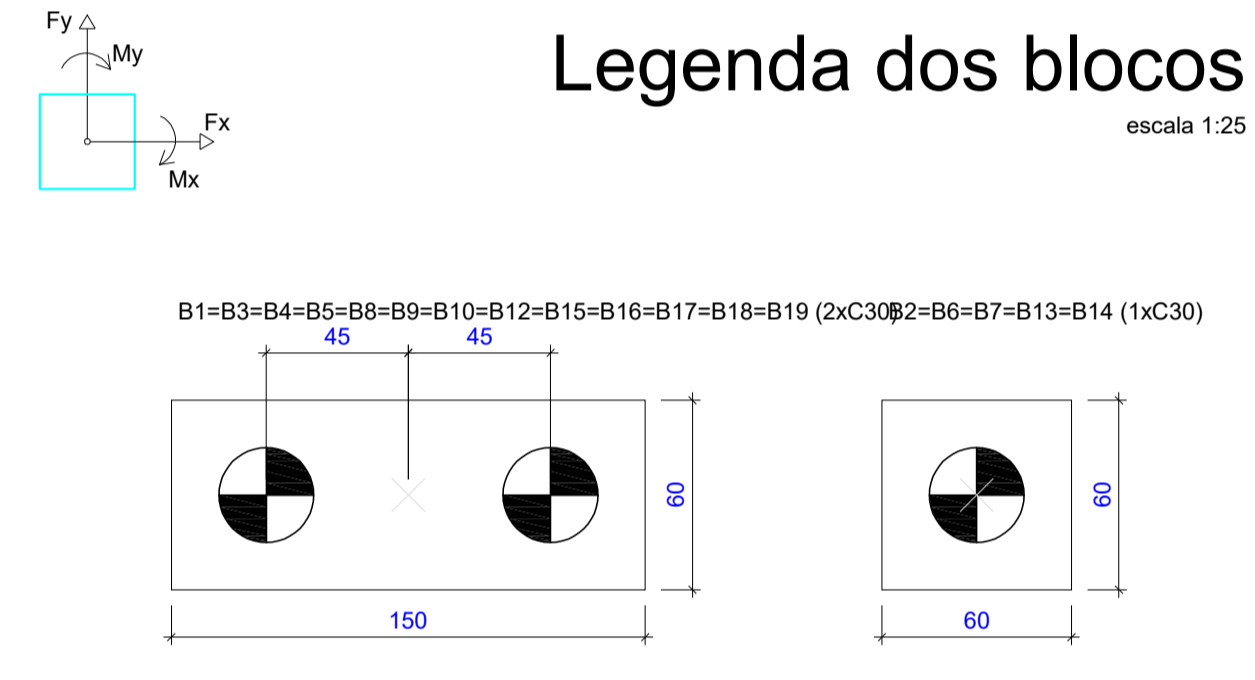 Fy
My
Fx
Mx
Legenda dos blocos
escala 1:25
B1=B3=B4=B5=B8=B9=B10=B12=B15=B16=B17=B18=B19 (2xC30)
B2=B6=B7=B13=B14 (1xC30)
45
45
60
60
150
60